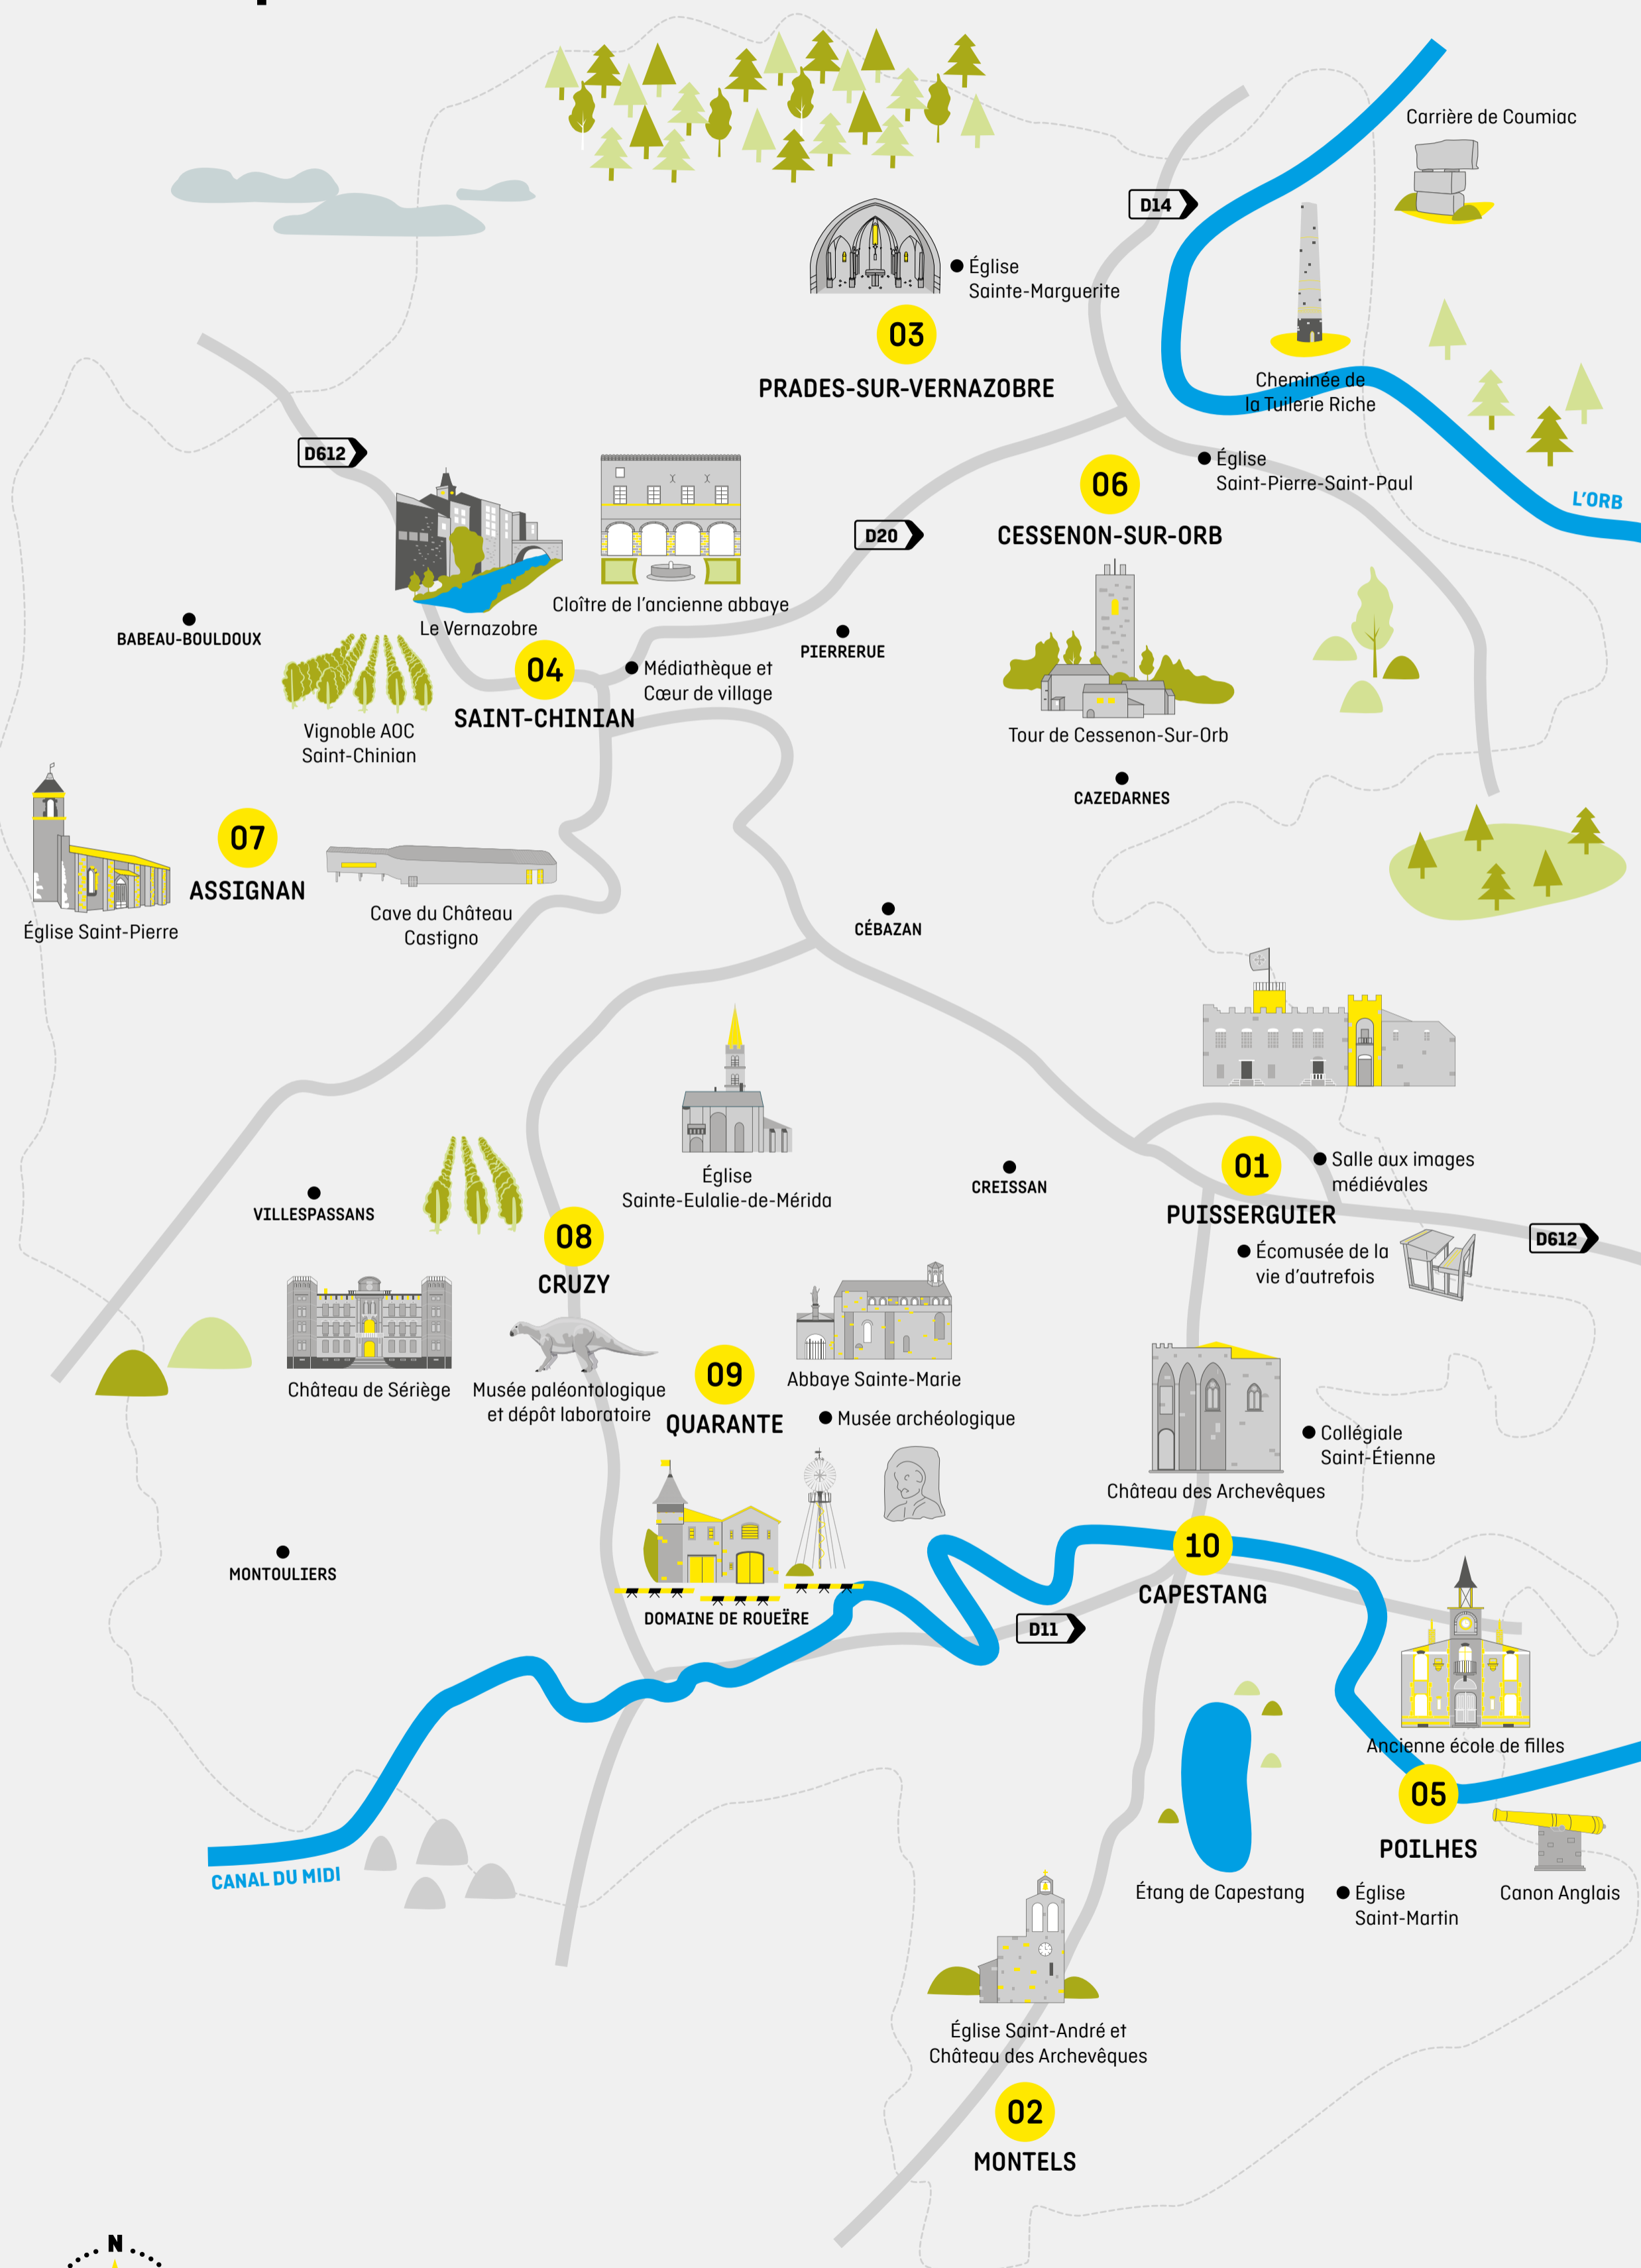 Carrière de Coumiac
D14
Église
Sainte-Marguerite
03
PRADES-SUR-VERNAZOBRE
Cheminée de
la Tuilerie Riche
D612
Église
Saint-Pierre-Saint-Paul
06
L'ORB
CESSENON-SUR-ORB
D20
Cloître de l'ancienne abbaye
Le Vernazobre
BABEAU-BOULDOUX
PIERRERUE
04
Médiathèque et
Cœur de village
SAINT-CHINIAN
Vignoble AOC
Saint-Chinian
Tour de Cessenon-Sur-Orb
CAZEDARNES
07
ASSIGNAN
Cave du Château
Castigno
Église Saint-Pierre
CÉBAZAN
Église
Sainte-Eulalie-de-Mérida
CREISSAN
01
Salle aux images
médiévales
PUISSERGUIER
VILLESPASSANS
D612
08
CRUZY
Écomusée de la
vie d'autrefois
Château de Sériège
Musée paléontologique
et dépôt laboratoire
09
QUARANTE
Abbaye Sainte-Marie
Musée archéologique
Collégiale
Saint-Étienne
Château des Archevêques
10
CAPESTANG
MONTOULIERS
DOMAINE DE ROUEÏRE
D11
Ancienne école de filles
05
POILHES
CANAL DU MIDI
Étang de Capestang
Église
Saint-Martin
Canon Anglais
Église Saint-André et
Château des Archevêques
02
MONTELS
N